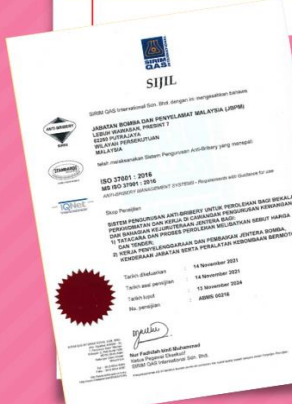 SIRIM
QAS
SIJIL
SIRIM QAS International Sdn. Bhd. dengan ini mengesahkan bahawa
JABATAN BOMBA DAN PENYELAMAT MALAYSIA (JBPM)
LEBUH WAWASAN, PRESINT 7
62250 PUTRAJAYA
WILAYAH PERSEKUTUAN
MALAYSIA
telah melaksanakan Sistem Pengurusan Anti-Bribery yang menepati
ISO 37001 : 2016
MS ISO 37001 : 2016
ANTI-BRIBERY MANAGEMENT SYSTEMS - Requirements with Guidance for use
Skop Pensijilan
SISTEM PENGURUSAN ANTI-BRIBERY UNTUK PEROLEHAN BAGI BEKALA
PERKHIDMATAN DAN KERJA DI CAWANGAN PENGURUSAN KEWANGAN
DAN BAHAGIAN KEJURUTERAAN JENTERA BAGI:
1) TATACARA DAN PROSES PEROLEHAN MELIBATKAN SEBUT HARGA
DAN TENDER;
2) KERJA PENYELENGGARAAN DAN PEMBAIKAN JENTERA BOMBA,
KENDERAAN JABATAN SERTA PERALATAN KEBOMBAAN BERMOTO
Tarikh dikeluarkan : 14 November 2021
Tarikh asal pensijilan : 14 November 2021
Tarikh luput : 13 November 2024
No. pensijilan : ABMS 00216
IQNet
Nur Fadhilah binti Muhammad
Ketua Pegawai Eksekutif
SIRIM QAS International Sdn. Bhd.